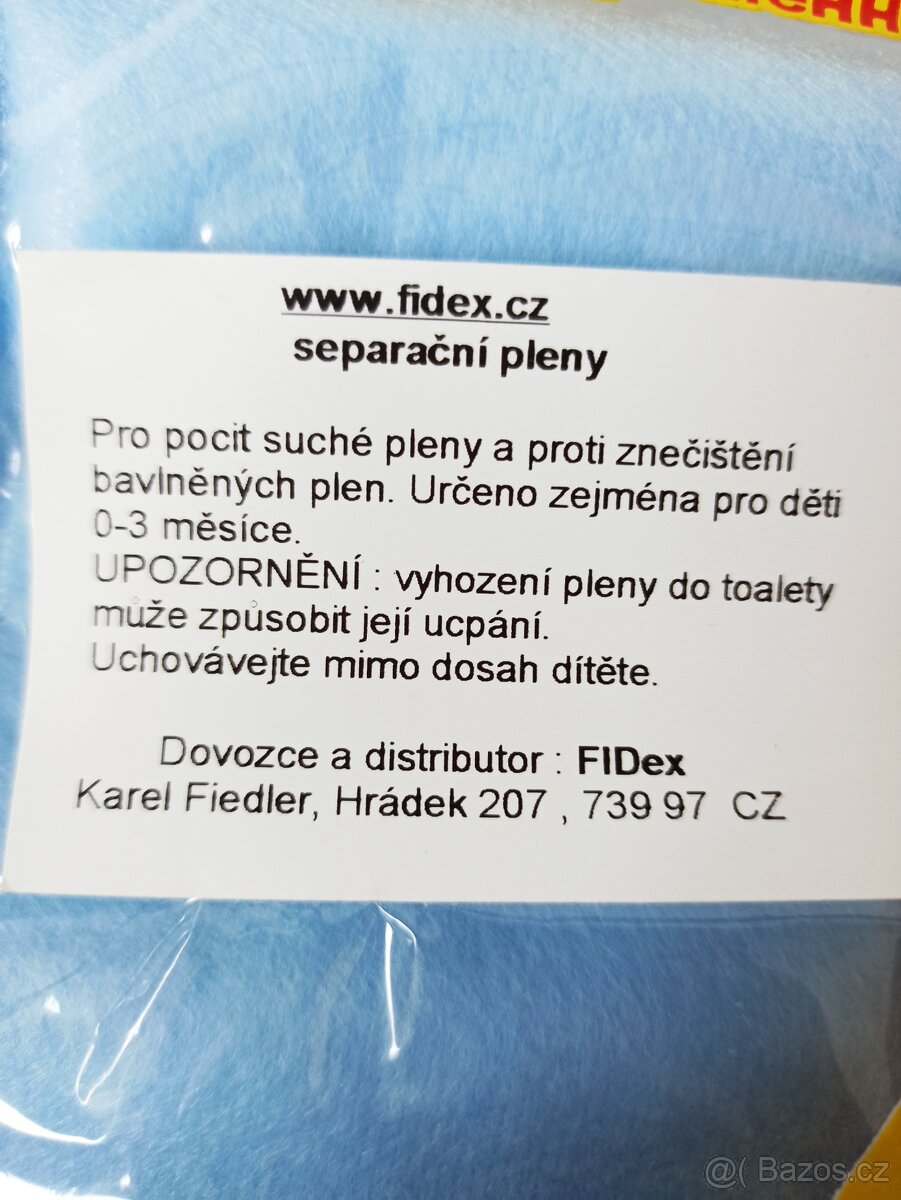 www.fidex.cz
separační pleny
Pro pocit suché pleny a proti znečištění
bavlněných plen. Určeno zejména pro děti
0-3 měsíce.
UPOZORNĚNÍ : vyhození pleny do toalety
může způsobit její ucpání.
Uchovávejte mimo dosah dítěte.
Dovozce a distributor : FIDex
Karel Fiedler, Hrádek 207 , 739 97 CZ
@( Bazos.cz